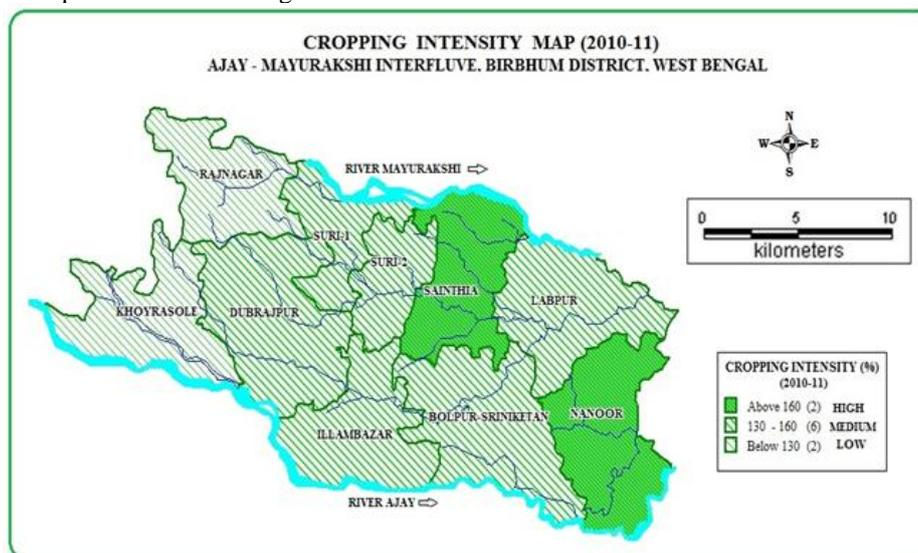 CROPPING INTENSITY MAP (2010-11)
AJAY - MAYURAKSHI INTERFLUVE. BIRBHUM DISTRICT. WEST BENGAL
N
W E
S
RIVER MAYURAKSHI
RAJNAGAR
0 5 10
kilometers
SURI-1
SURI-2
SAINTHIA
LABPUR
KHOYRASOLE
DUBRAJPUR
CROPPING INTENSITY (%)
(2010-11)
Above 160 (2) HIGH
130 - 160 (6) MEDIUM
Below 130 (2) LOW
BOLPUR-SRINIKETAN
NANOOR
ILLAMBAZAR
RIVER AJAY